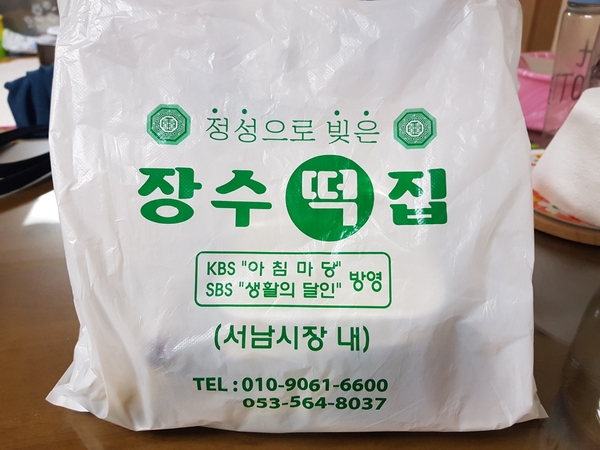 정성으로 빚은
장수떡집
KBS "아침마당"
SBS "생활의 달인" 방영
(서남시장 내)
TEL : 010-9061-6600
053-564-8037